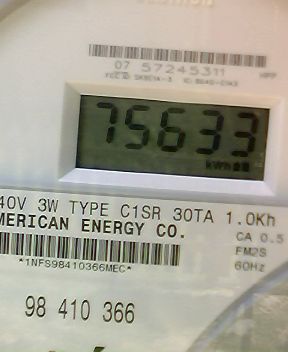 07 57245311
75633
kWh
40V 3W TYPE C1SR 30TA 1.0Kh
MERICAN ENERGY CO.
CA 0.5
FM2S
60Hz
*1NFS98410366MEC*
98 410 366